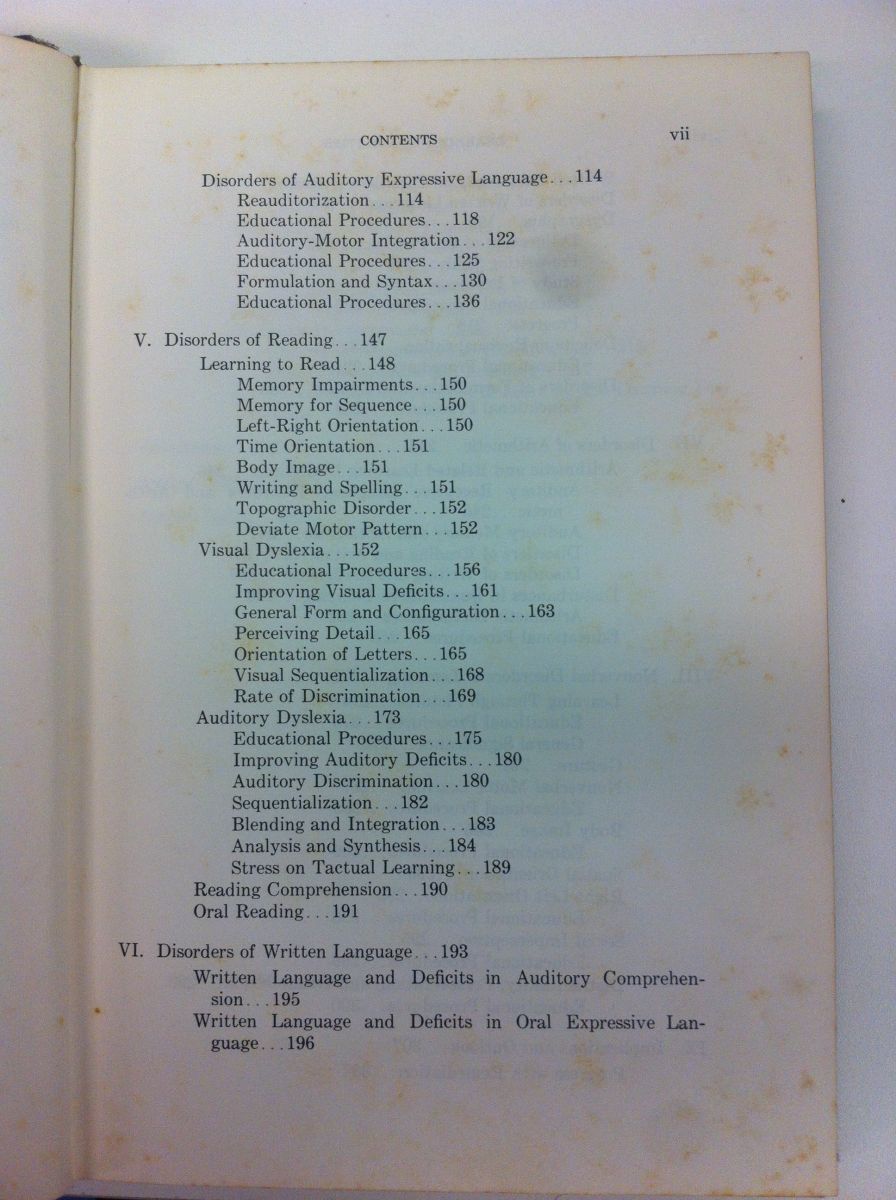 CONTENTS vii
Disorders of Auditory Expressive Language...114
Reauditorization...114
Educational Procedures...118
Auditory-Motor Integration...122
Educational Procedures...125
Formulation and Syntax...130
Educational Procedures...136
V. Disorders of Reading...147
Learning to Read...148
Memory Impairments...150
Memory for Sequence...150
Left-Right Orientation...150
Time Orientation...151
Body Image...151
Writing and Spelling...151
Topographic Disorder...152
Deviate Motor Pattern...152
Visual Dyslexia...152
Educational Procedures...156
Improving Visual Deficits...161
General Form and Configuration...163
Perceiving Detail...165
Orientation of Letters...165
Visual Sequentialization...168
Rate of Discrimination...169
Auditory Dyslexia...173
Educational Procedures...175
Improving Auditory Deficits...180
Auditory Discrimination...180
Sequentialization...182
Blending and Integration...183
Analysis and Synthesis...184
Stress on Tactual Learning...189
Reading Comprehension...190
Oral Reading...191
VI. Disorders of Written Language...193
Written Language and Deficits in Auditory Comprehen-
sion...195
Written Language and Deficits in Oral Expressive Lan-
guage...196